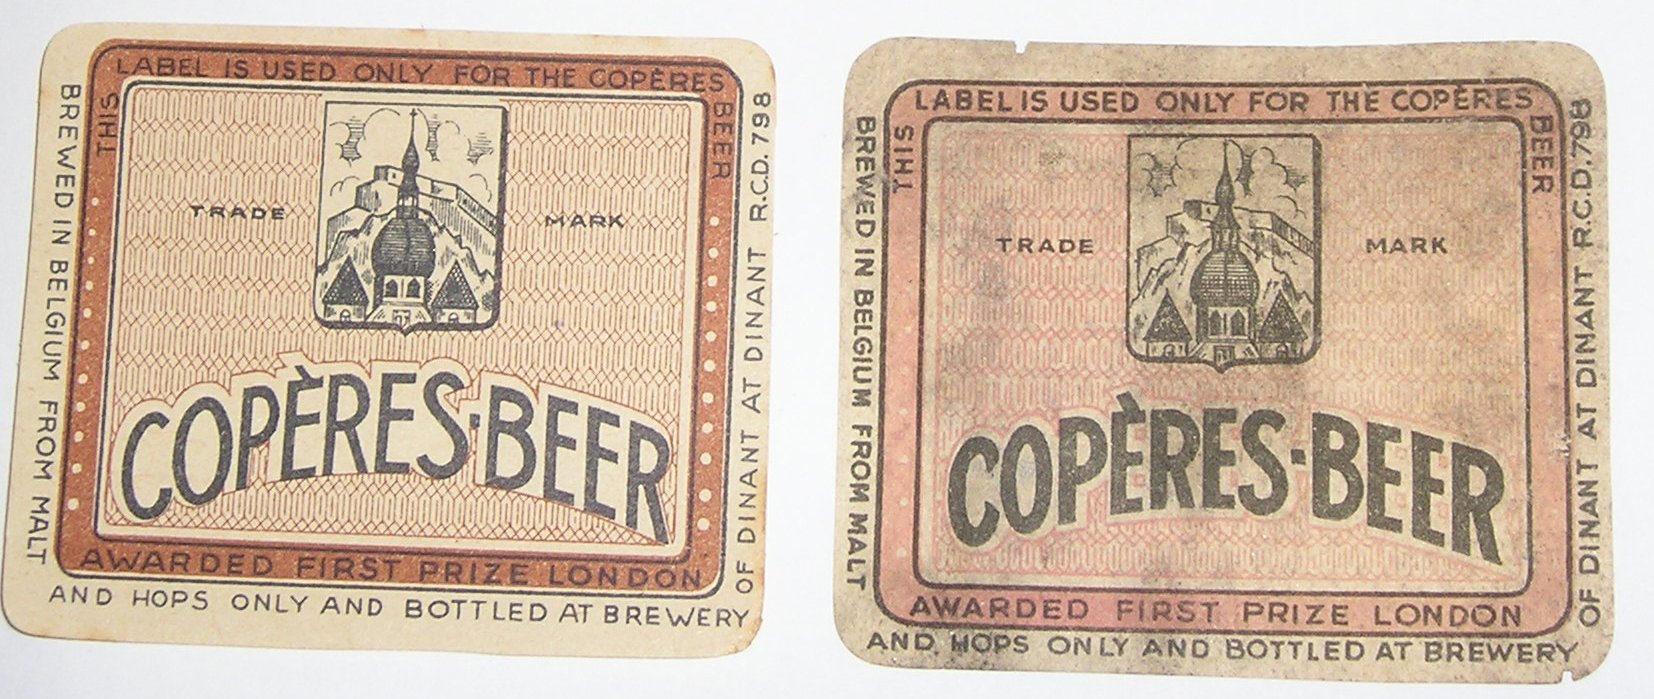 THIS LABEL IS USED ONLY FOR THE COPÈRES BEER
BREWED IN BELGIUM FROM MALT
AND HOPS ONLY AND BOTTLED AT BREWERY
OF DINANT AT DINANT R.C.D. 798
TRADE MARK
COPÈRES-BEER
AWARDED FIRST PRIZE LONDON
THIS LABEL IS USED ONLY FOR THE COPÈRES BEER
BREWED IN BELGIUM FROM MALT
AND HOPS ONLY AND BOTTLED AT BREWERY
OF DINANT AT DINANT R.C.D. 798
TRADE MARK
COPÈRES-BEER
AWARDED FIRST PRIZE LONDON